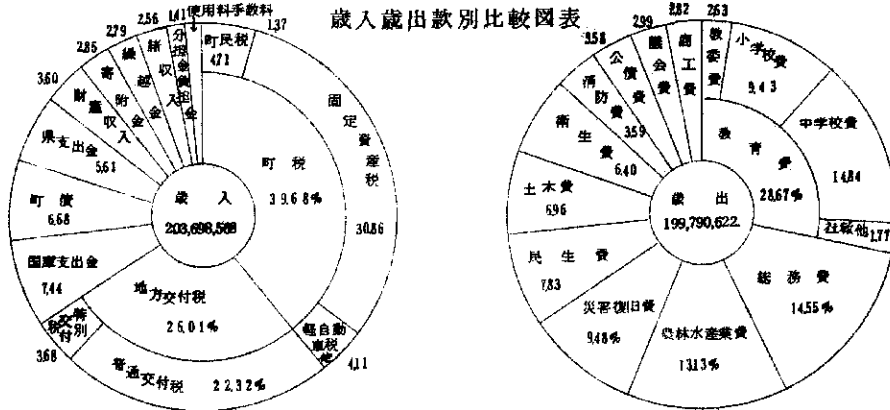 歳入歳出款別比較図表
歳入
203,698,568
町税
39.68%
町民税
4.71
固定資産税
30.86
軽自動車税他
4.11
地方交付税
26.01%
普通交付税 22.32%
特別交付税
3.68
国庫支出金
7.44
町債
6.68
県支出金
5.61
財産収入
3.60
寄附金
2.85
繰越金
2.79
諸収入
2.56
分担金負担金
1.41
使用料手数料
1.37
歳出
199,790,622
教育費
28.67%
教委費
2.63
小学校費
9.43
中学校費
14.84
社教他
1.77
総務費
14.55%
農林水産業費
13.13%
災害復旧費
9.48%
民生費
7.83
土木費
6.96
衛生費
6.40
消防費
3.59
公債費
3.58
議会費
2.99
商工費
2.82